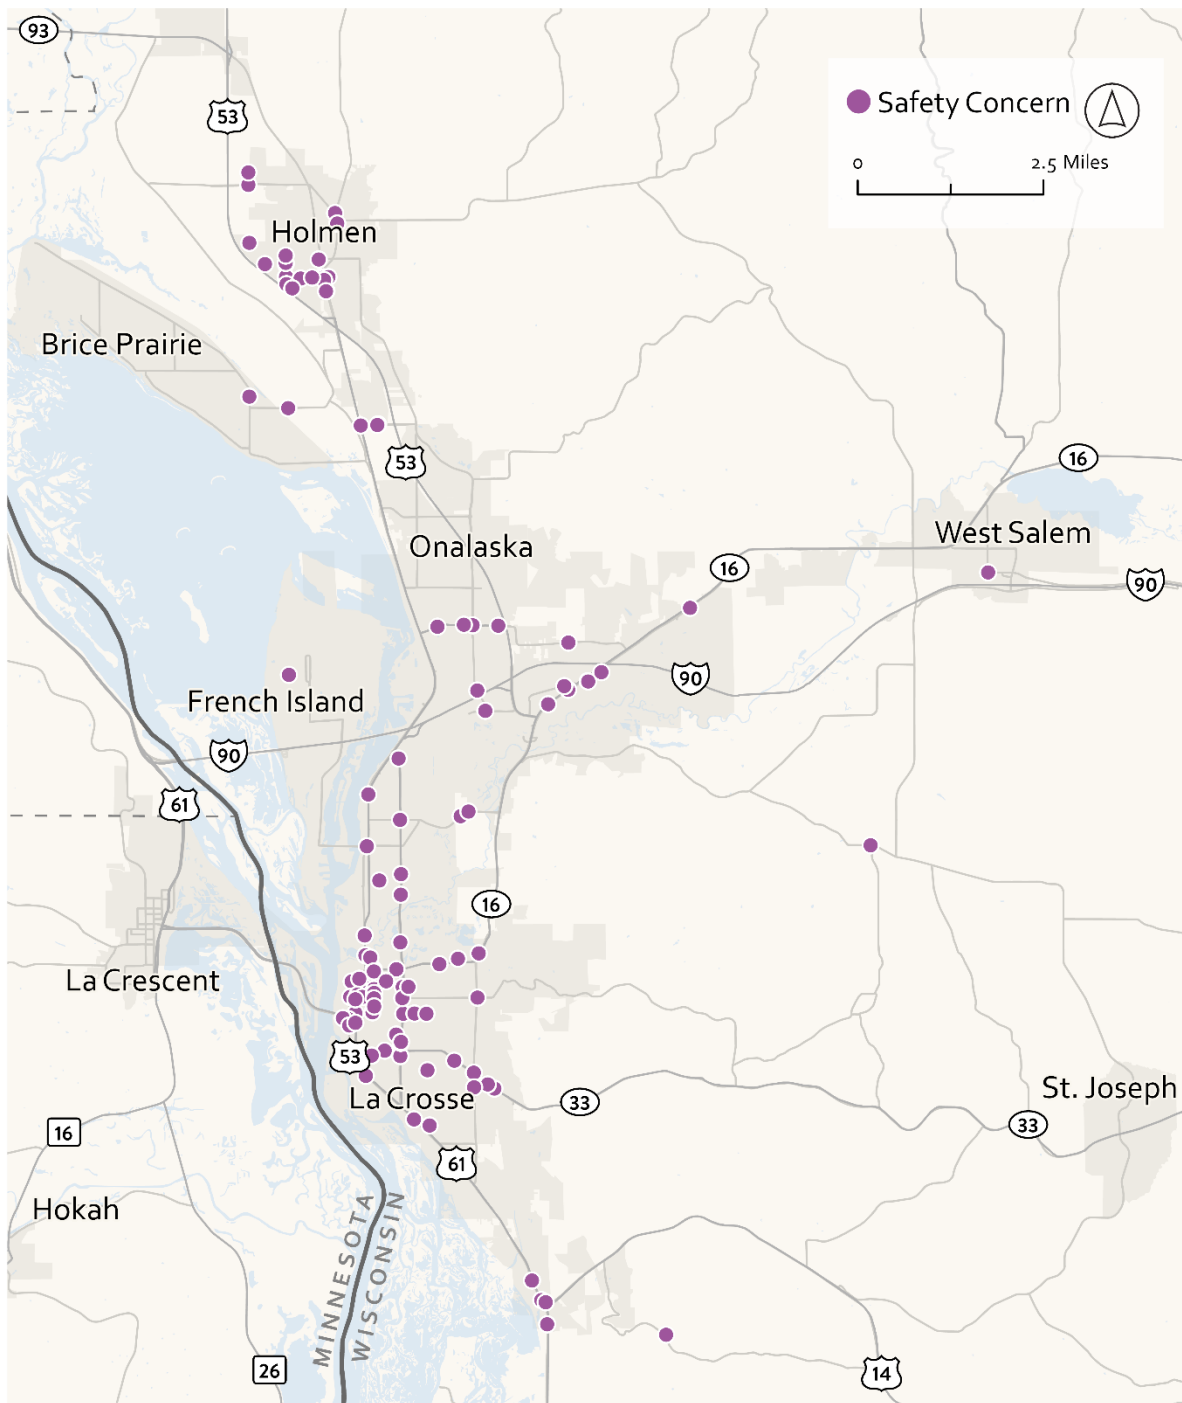 93
53
Safety Concern
0 2.5 Miles
Holmen
Brice Prairie
53
16
West Salem
Onalaska
16
90
90
French Island
90
61
16
La Crescent
53
La Crosse
33
St. Joseph
33
16
61
Hokah
MINNESOTA
WISCONSIN
26
14